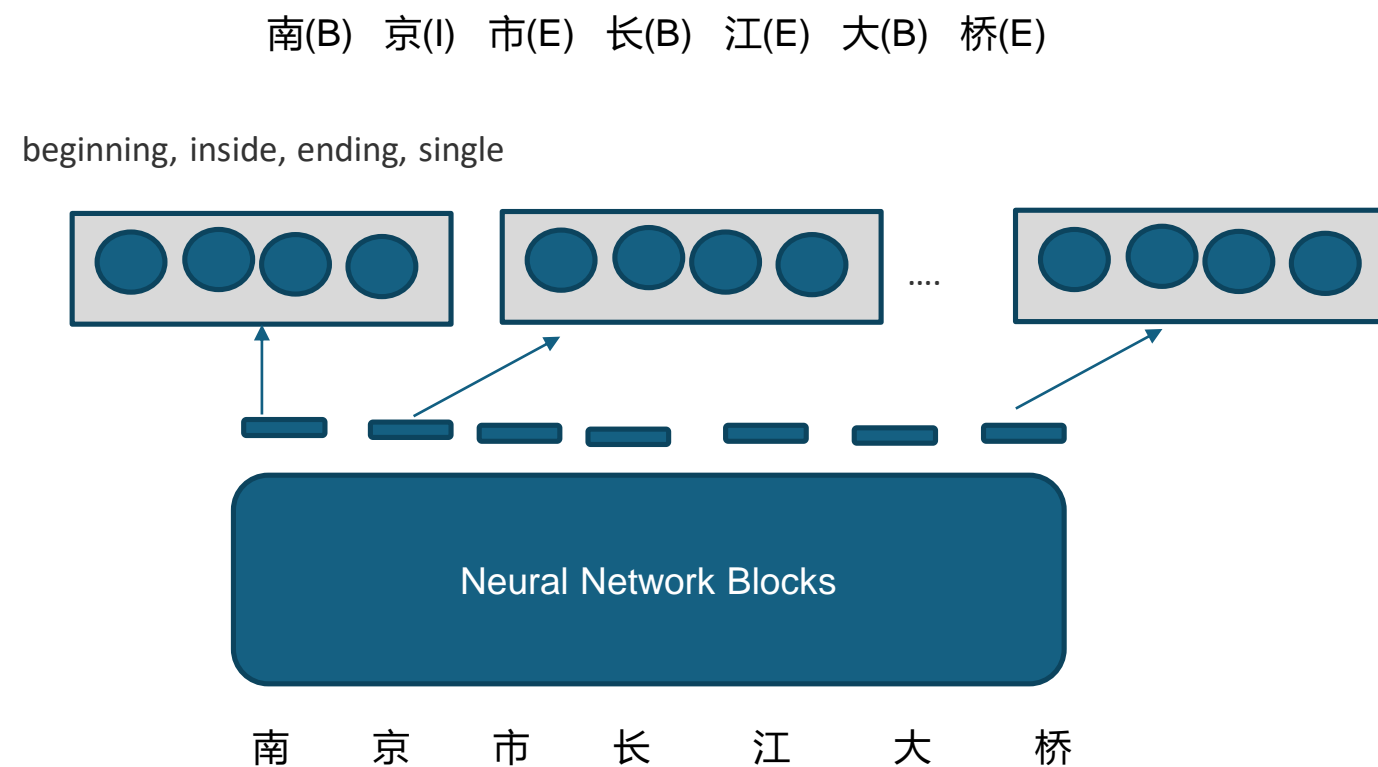 南(B) 京(I) 市(E) 长(B) 江(E) 大(B) 桥(E)
beginning, inside, ending, single
....
Neural Network Blocks
南 京 市 长 江 大 桥